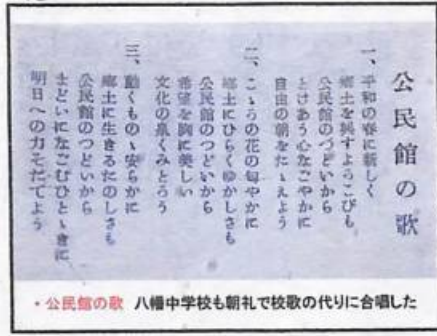 公民館の歌
一、平和の春に新しく
郷土を興すよろこびも
公民館のつどいから
とけあう心なごやかに
自由の朝をたゝえよう
二、こゝろの花の匂やかに
郷土にひらくゆかしさも
公民館のつどいから
希望を胸に美しい
文化の泉くみとろう
三、働くものゝ安らかに
郷土に生きるたのしさも
公民館のつどいから
まどいになごむひとゝきに
明日への力そだてよう
・公民館の歌 八幡中学校も朝礼で校歌の代りに合唱した